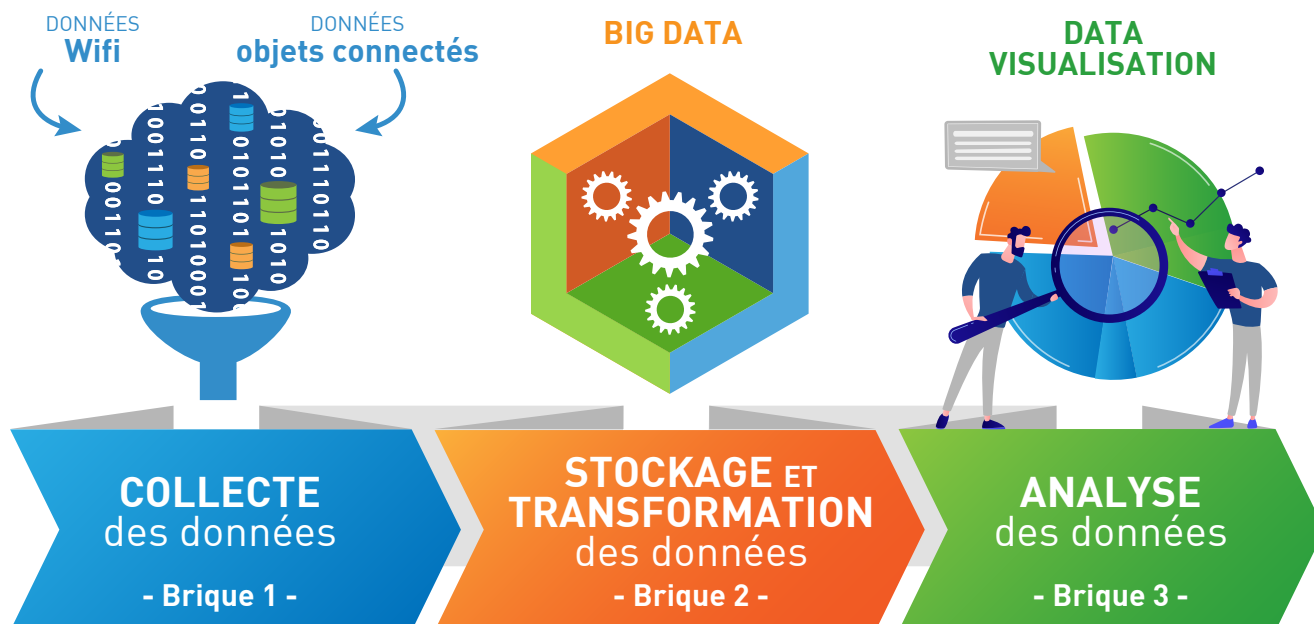 DONNÉES
Wifi
DONNÉES
objets connectés
BIG DATA
DATA
VISUALISATION
COLLECTE
des données
- Brique 1 -
STOCKAGE ET
TRANSFORMATION
des données
- Brique 2 -
ANALYSE
des données
- Brique 3 -